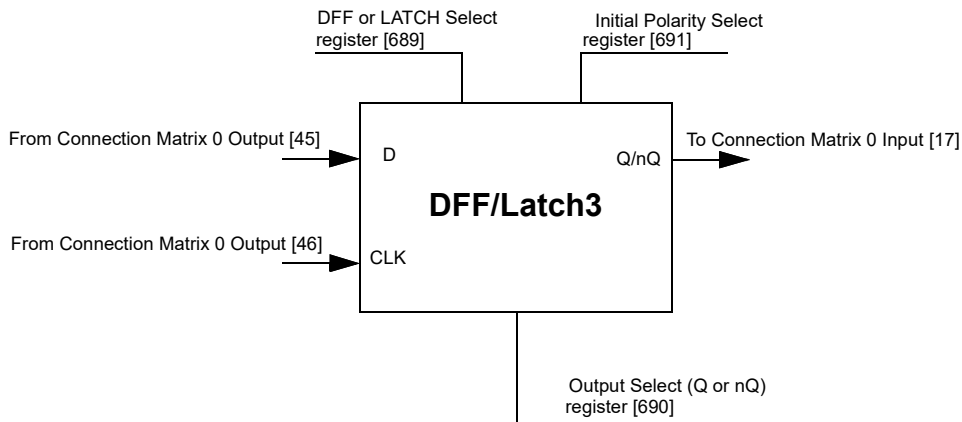 DFF or LATCH Select
register [689]
Initial Polarity Select
register [691]
From Connection Matrix 0 Output [45]
D
Q/nQ
To Connection Matrix 0 Input [17]
DFF/Latch3
From Connection Matrix 0 Output [46]
CLK
Output Select (Q or nQ)
register [690]